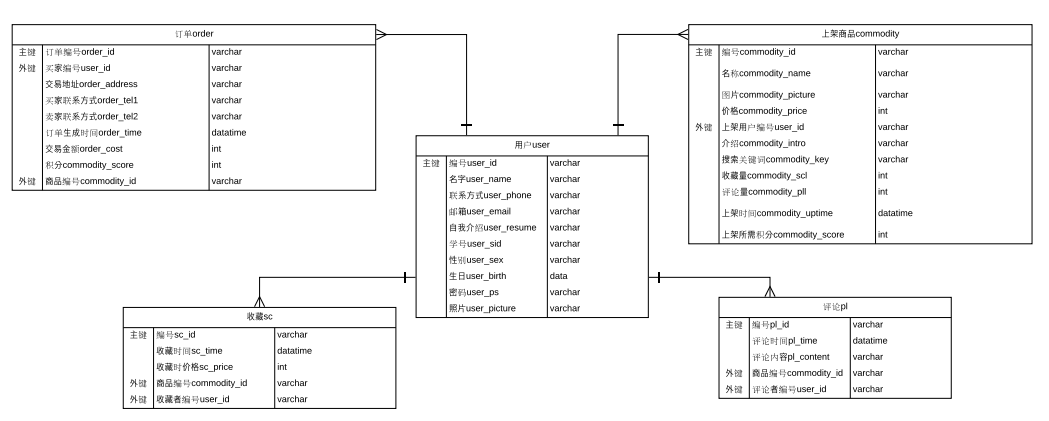 订单order
主键 订单编号order_id varchar
外键 买家编号user_id varchar
交易地址order_address varchar
买家联系方式order_tel1 varchar
卖家联系方式order_tel2 varchar
订单生成时间order_time datetime
交易金额order_cost int
积分commodity_score int
外键 商品编号commodity_id varchar
上架商品commodity
主键 编号commodity_id varchar
名称commodity_name varchar
图片commodity_picture varchar
价格commodity_price int
外键 上架用户编号user_id varchar
介绍commodity_intro varchar
搜索关键词commodity_key varchar
收藏量commodity_scl int
评论量commodity_pll int
上架时间commodity_uptime datatime
上架所需积分commodity_score int
用户user
主键 编号user_id varchar
名字user_name varchar
联系方式user_phone varchar
邮箱user_email varchar
自我介绍user_resume varchar
学号user_sid varchar
性别user_sex varchar
生日user_birth data
密码user_ps varchar
照片user_picture varchar
收藏sc
主键 编号sc_id varchar
收藏时间sc_time datatime
收藏时价格sc_price int
外键 商品编号commodity_id varchar
外键 收藏者编号user_id varchar
评论pl
主键 编号pl_id varchar
评论时间pl_time datatime
评论内容pl_content varchar
外键 商品编号commodity_id varchar
外键 评论者编号user_id varchar